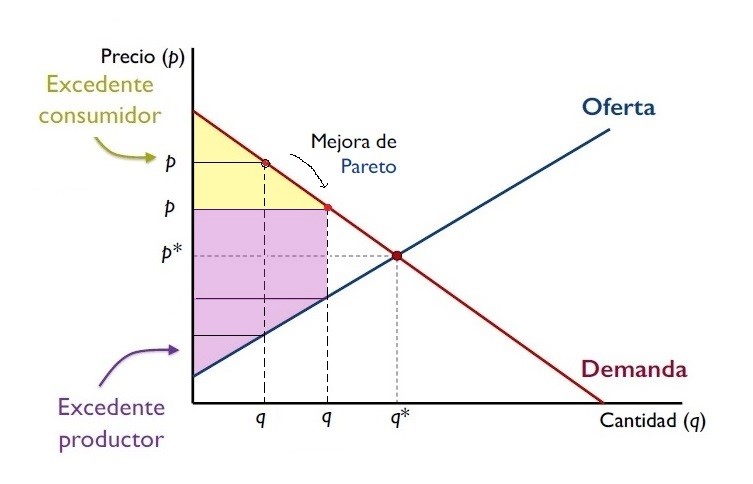 Precio (p)
Excedente
consumidor
Oferta
Mejora de
Pareto
p
p
p*
Demanda
Excedente
productor
q
q
q*
Cantidad (q)